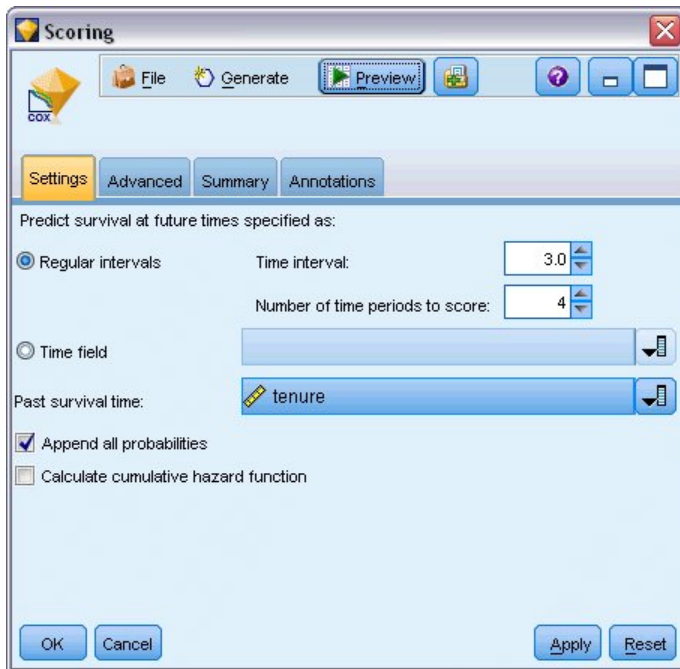 Scoring
File Generate Preview
COX
Settings Advanced Summary Annotations
Predict survival at future times specified as:
Regular intervals Time interval: 3.0
Number of time periods to score: 4
Time field
Past survival time: tenure
Append all probabilities
Calculate cumulative hazard function
OK Cancel Apply Reset